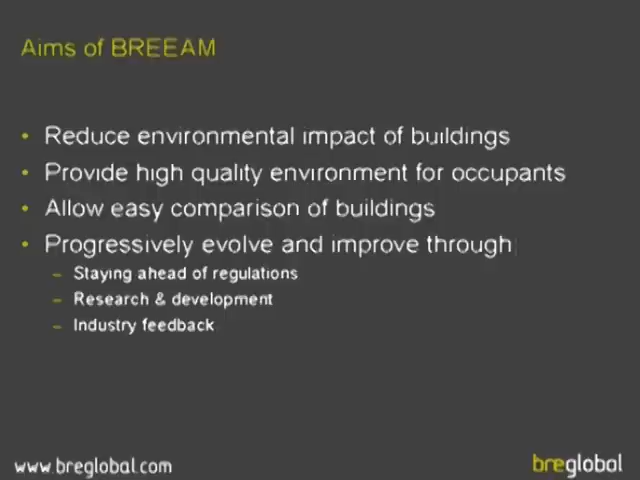 Aims of BREEAM
• Reduce environmental impact of buildings
• Provide high quality environment for occupants
• Allow easy comparison of buildings
• Progressively evolve and improve through
– Staying ahead of regulations
– Research & development
– Industry feedback
www.breglobal.com
breglobal